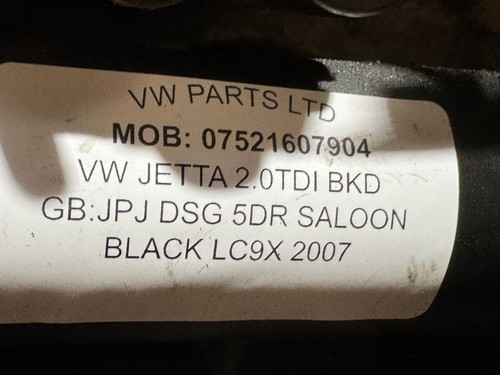 VW PARTS LTD
MOB: 07521607904
VW JETTA 2.0TDI BKD
GB:JPJ DSG 5DR SALOON
BLACK LC9X 2007